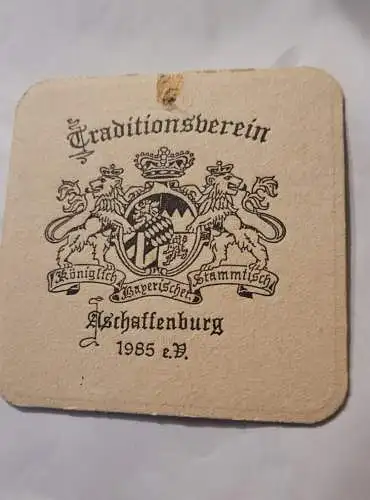 Traditionsverein
Königlich Bayerischer Stammtisch
Aschaffenburg
1985 e.V.